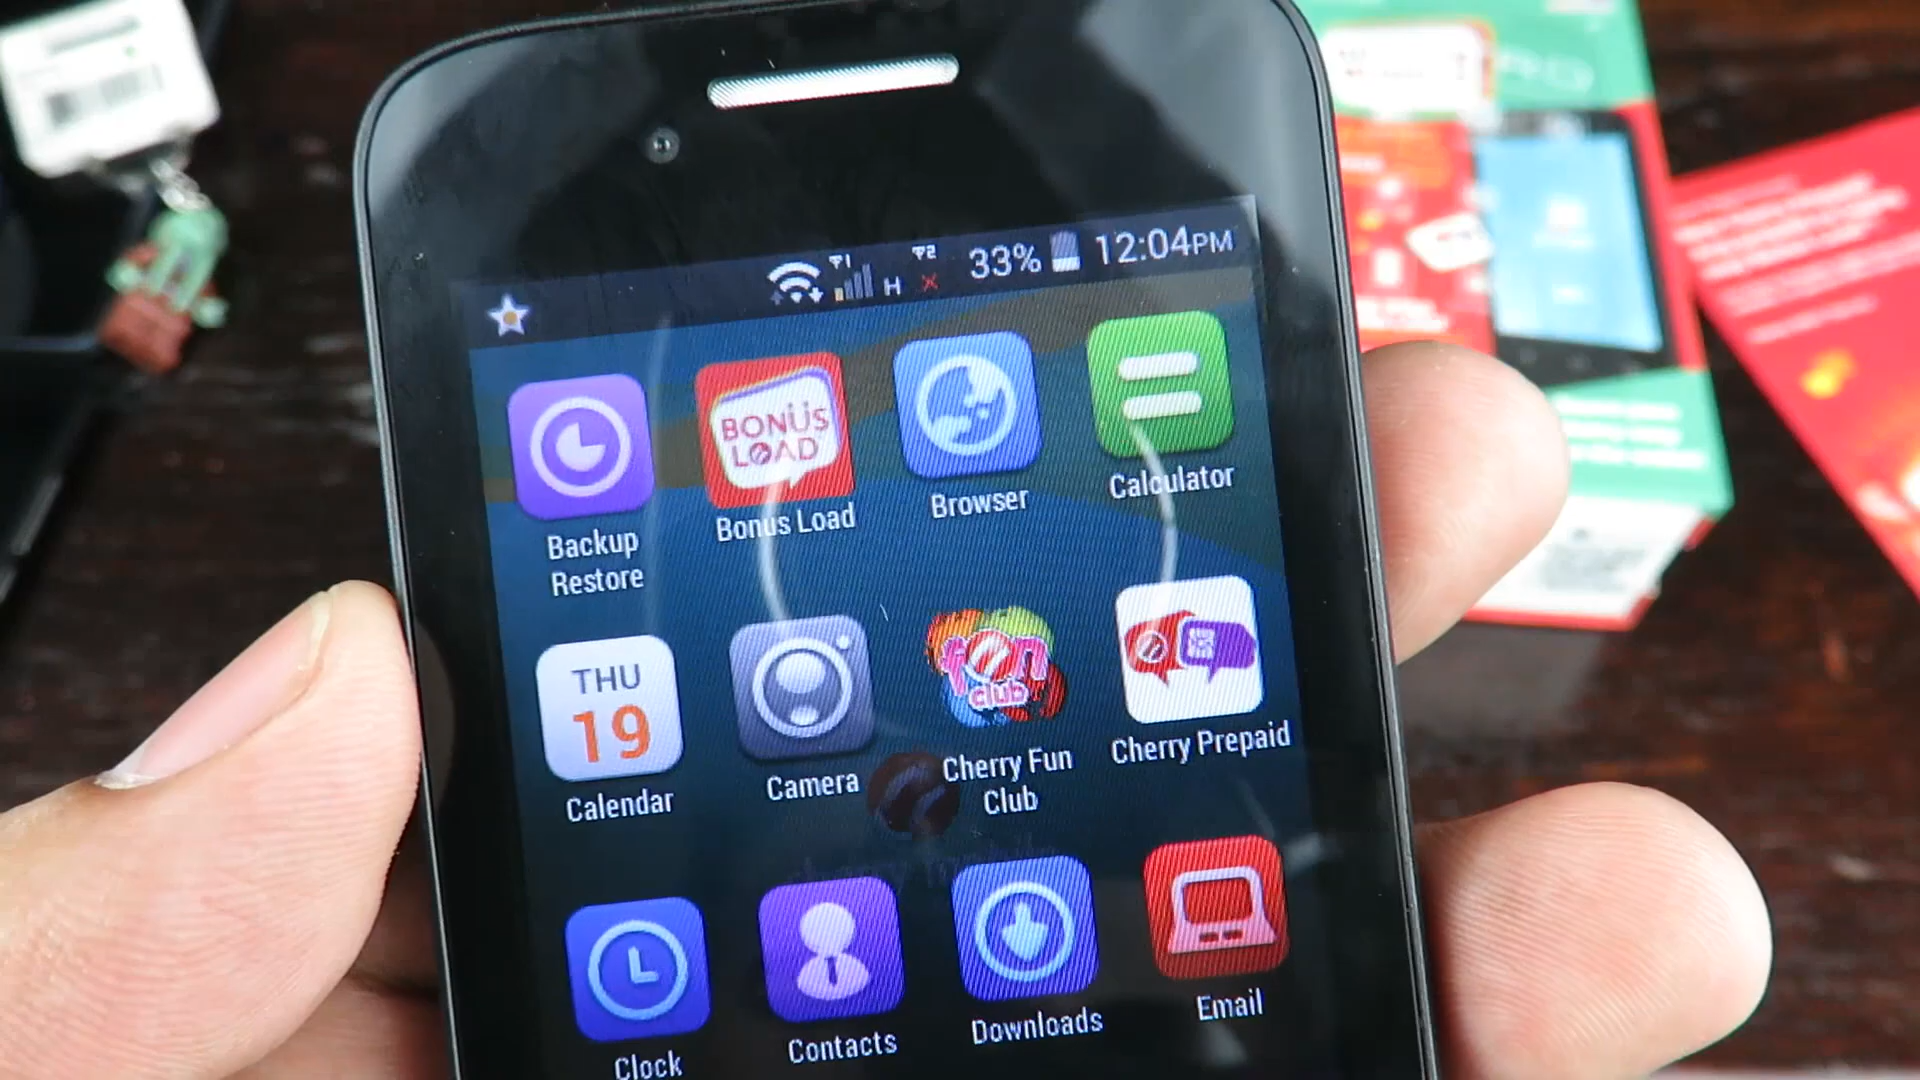 33% 12:04PM
H
BONÜS
LOAD
Backup
Restore
Bonus Load
Browser
Calculator
THU
19
fun
club
Calendar
Camera
Cherry Fun
Club
Cherry Prepaid
Clock
Contacts
Downloads
Email